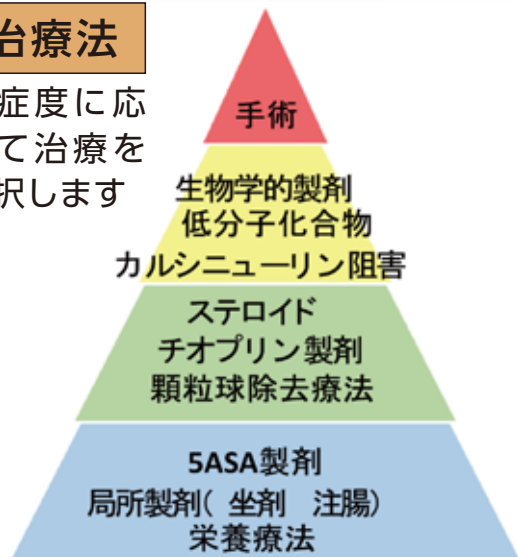 治療法
症度に応
て治療を
択します
手術
生物学的製剤
低分子化合物
カルシニューリン阻害
ステロイド
チオプリン製剤
顆粒球除去療法
5ASA製剤
局所製剤( 坐剤　注腸)
栄養療法